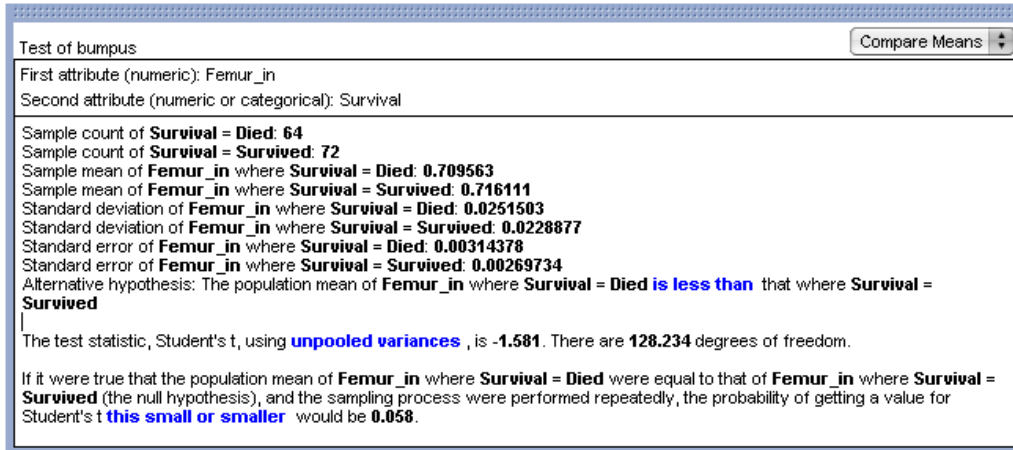 Test of bumpus
Compare Means
First attribute (numeric): Femur_in
Second attribute (numeric or categorical): Survival
Sample count of Survival = Died: 64
Sample count of Survival = Survived: 72
Sample mean of Femur_in where Survival = Died: 0.709563
Sample mean of Femur_in where Survival = Survived: 0.716111
Standard deviation of Femur_in where Survival = Died: 0.0251503
Standard deviation of Femur_in where Survival = Survived: 0.0228877
Standard error of Femur_in where Survival = Died: 0.00314378
Standard error of Femur_in where Survival = Survived: 0.00269734
Alternative hypothesis: The population mean of Femur_in where Survival = Died is less than that where Survival =
Survived
The test statistic, Student's t, using unpooled variances , is -1.581. There are 128.234 degrees of freedom.
If it were true that the population mean of Femur_in where Survival = Died were equal to that of Femur_in where Survival =
Survived (the null hypothesis), and the sampling process were performed repeatedly, the probability of getting a value for
Student's t this small or smaller would be 0.058.